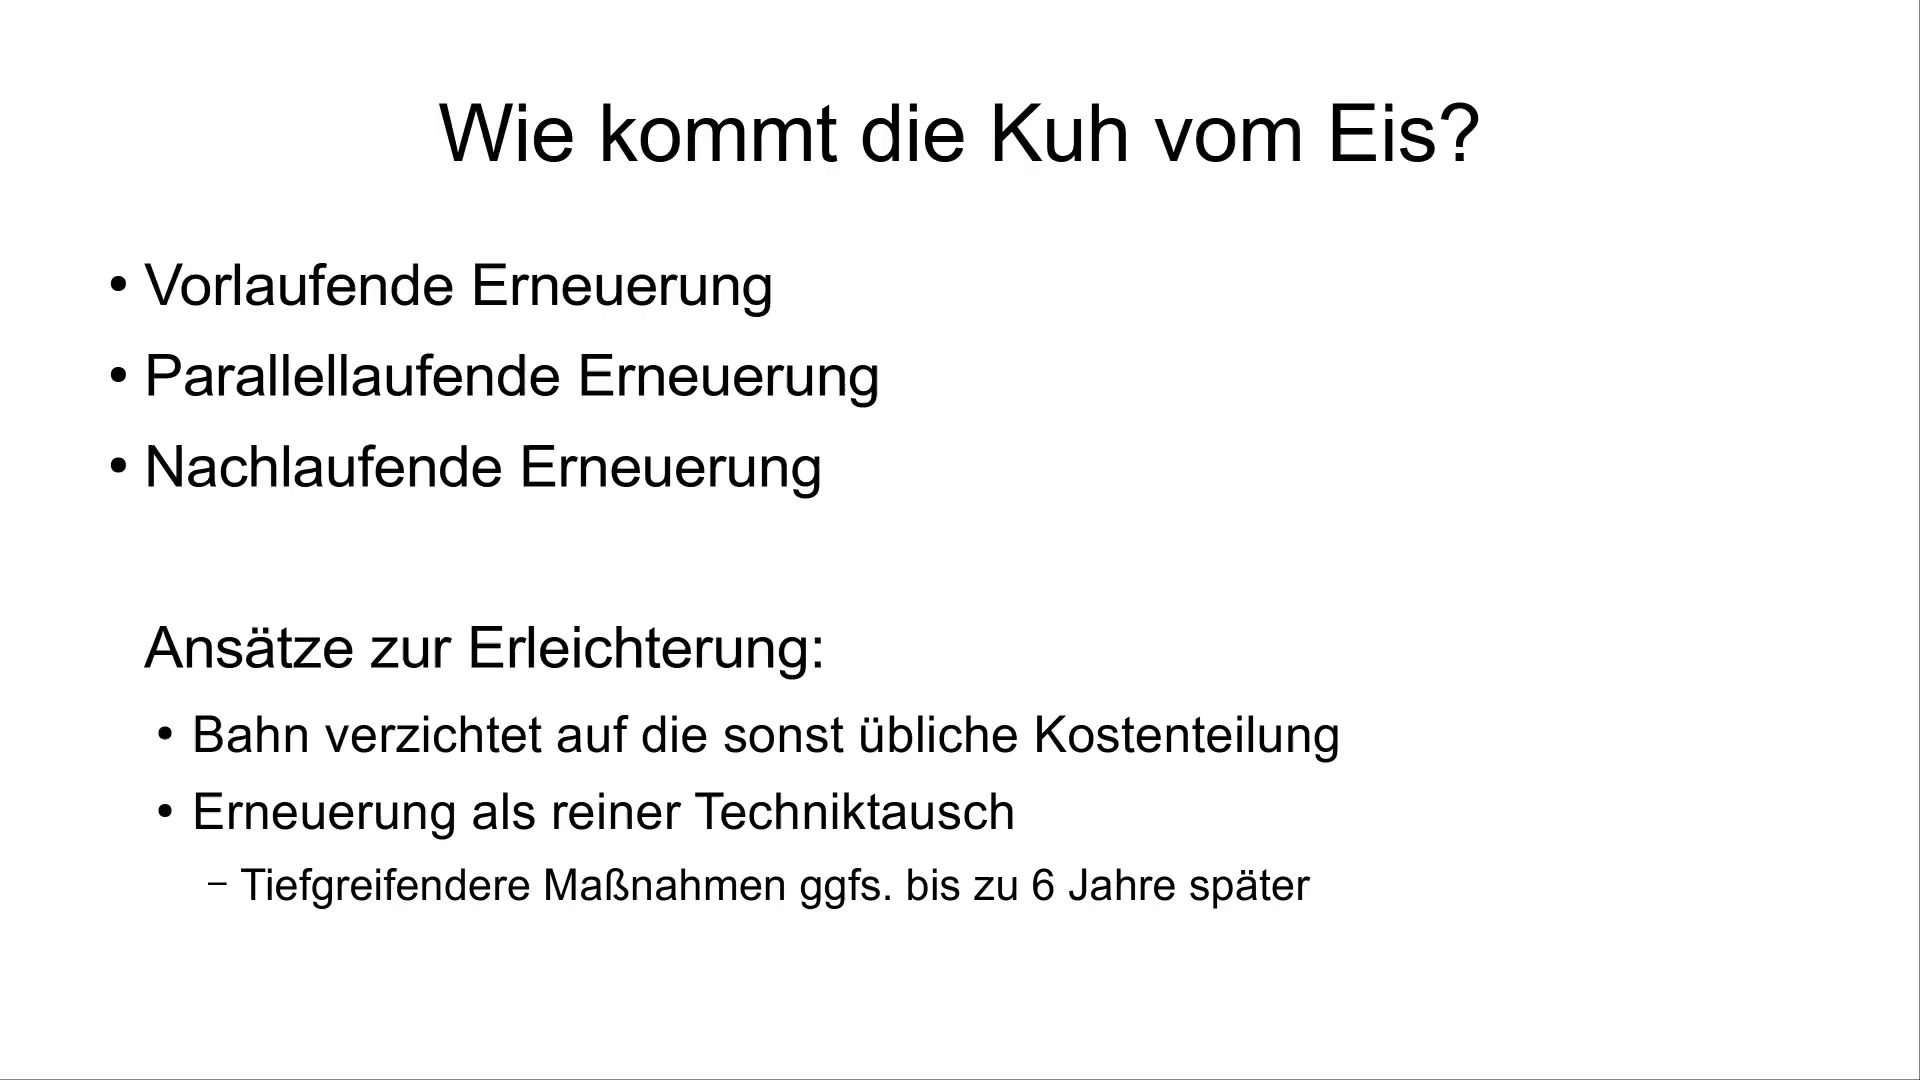 Wie kommt die Kuh vom Eis?
• Vorlaufende Erneuerung
• Parallellaufende Erneuerung
• Nachlaufende Erneuerung
Ansätze zur Erleichterung:
• Bahn verzichtet auf die sonst übliche Kostenteilung
• Erneuerung als reiner Techniktausch
– Tiefgreifendere Maßnahmen ggfs. bis zu 6 Jahre später